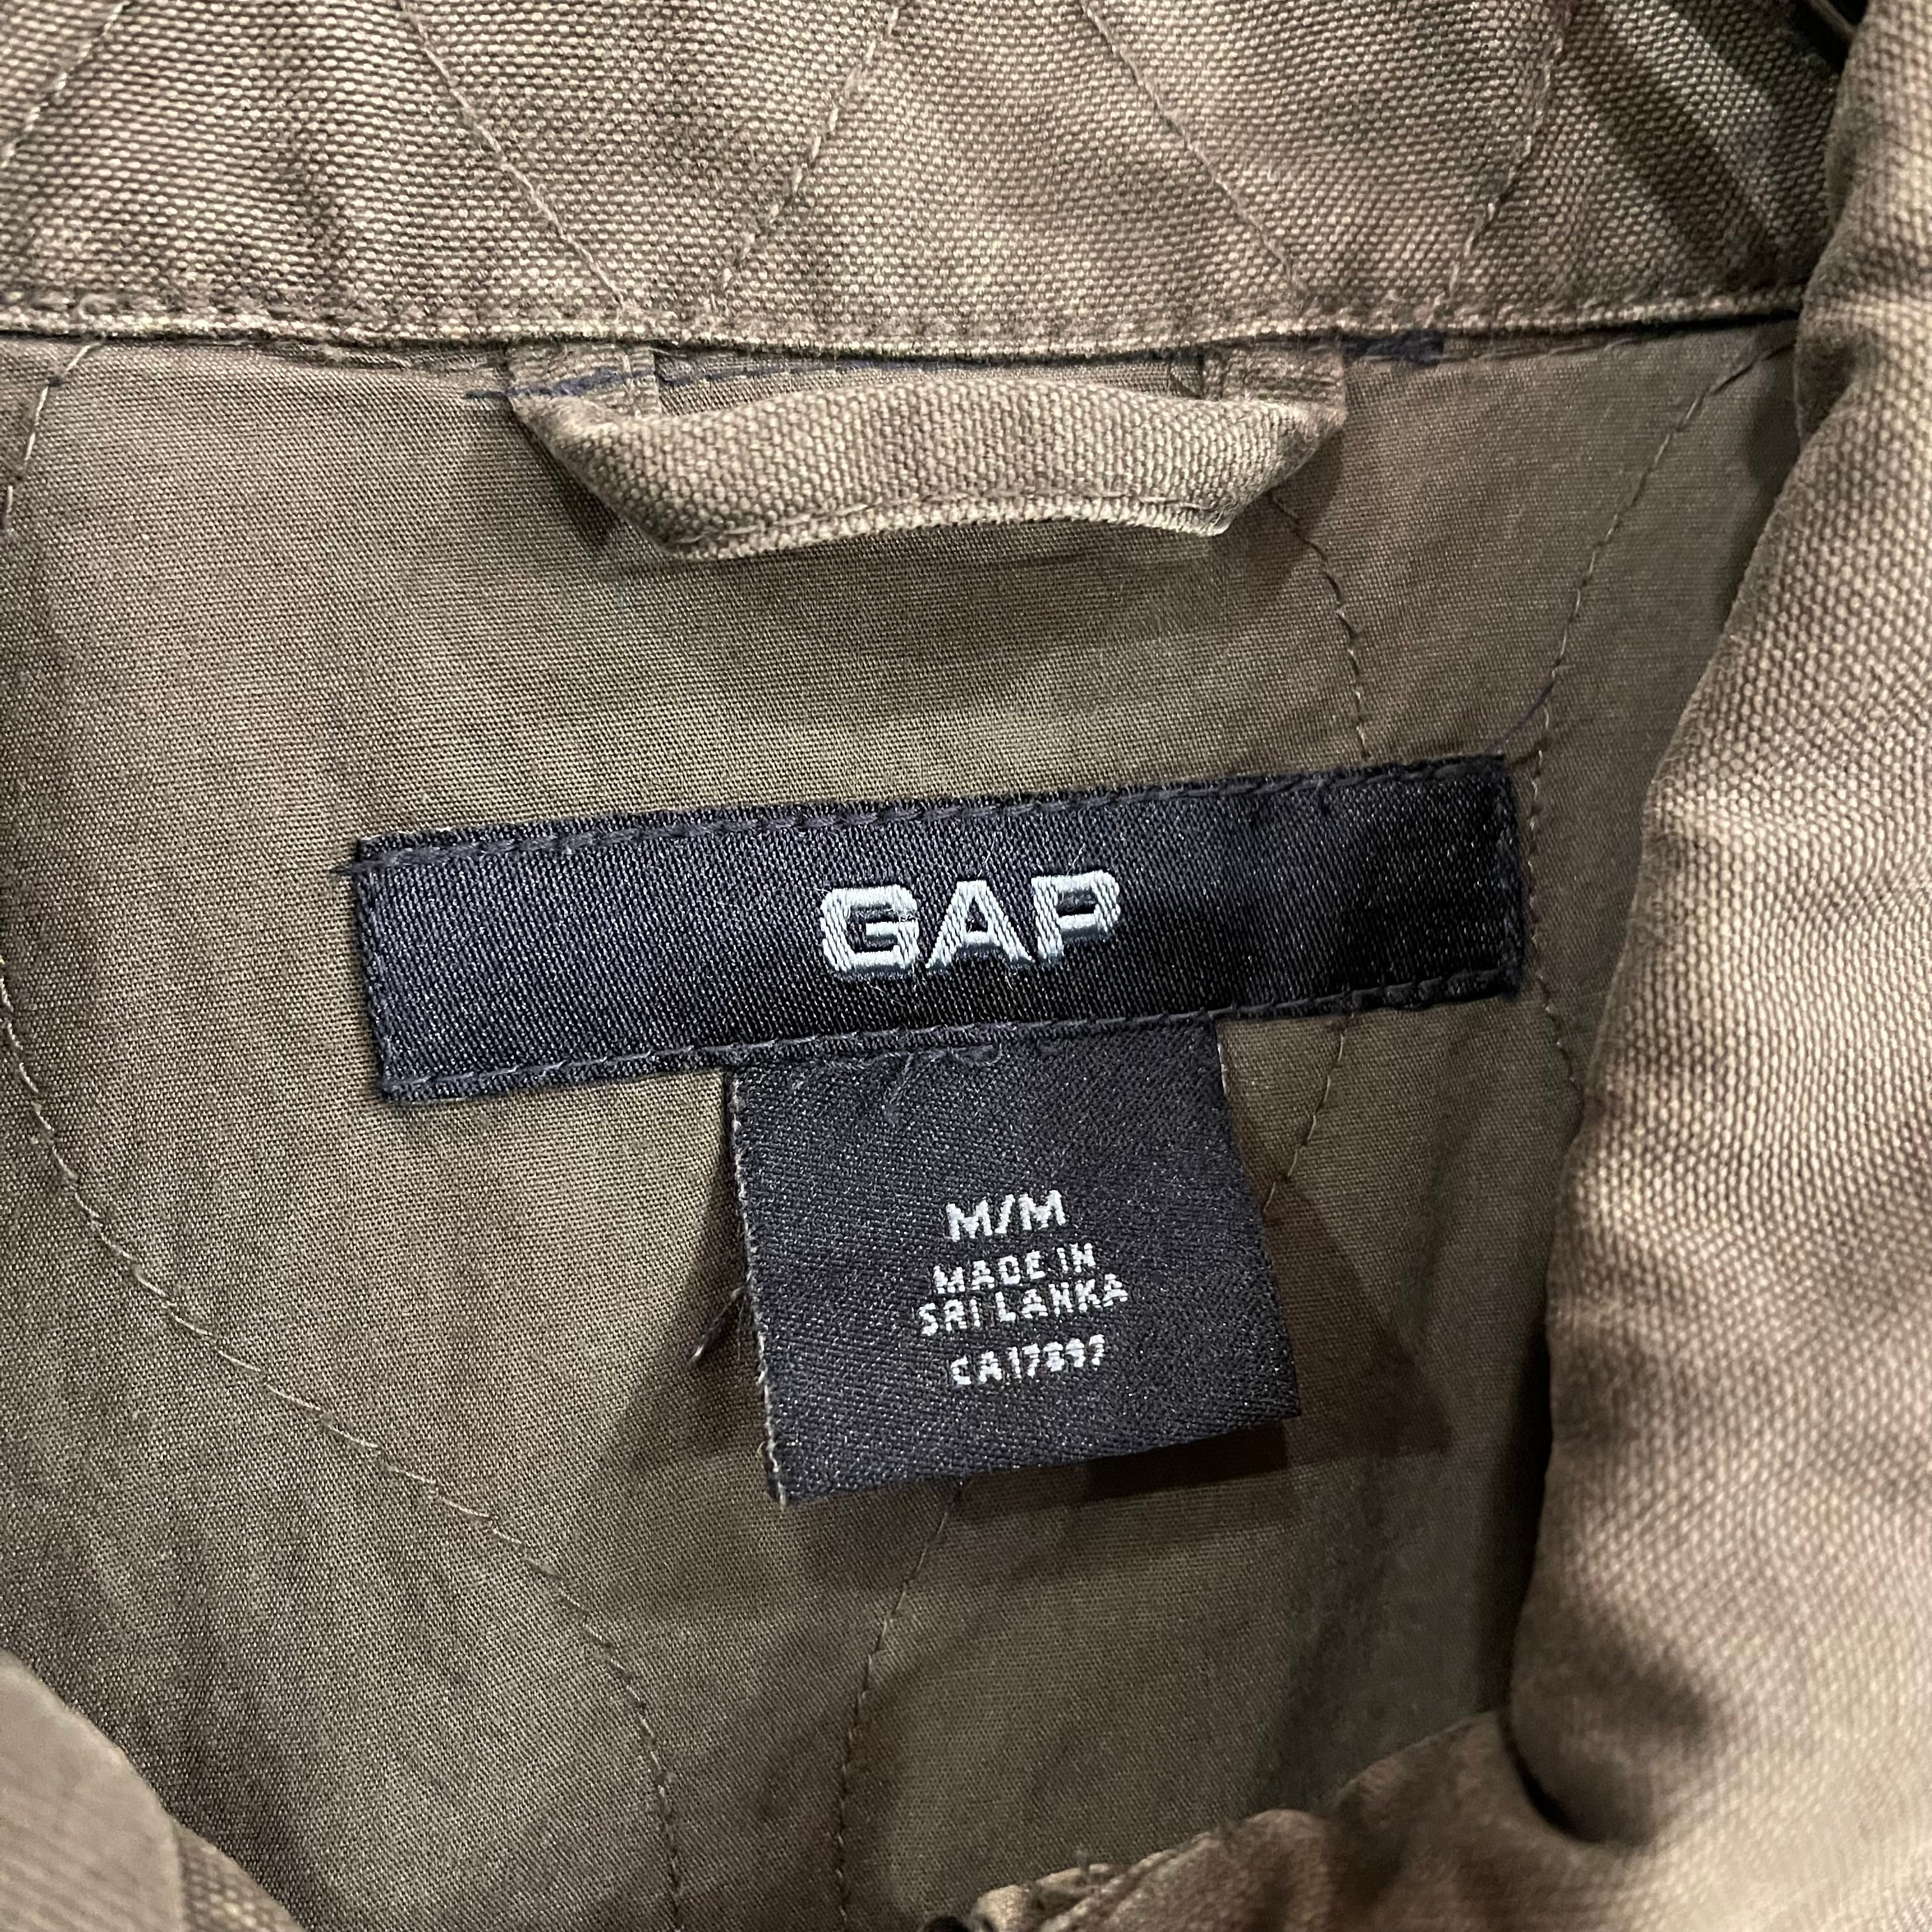 GAP
M/M
MADE IN
SRI LANKA
CA17897